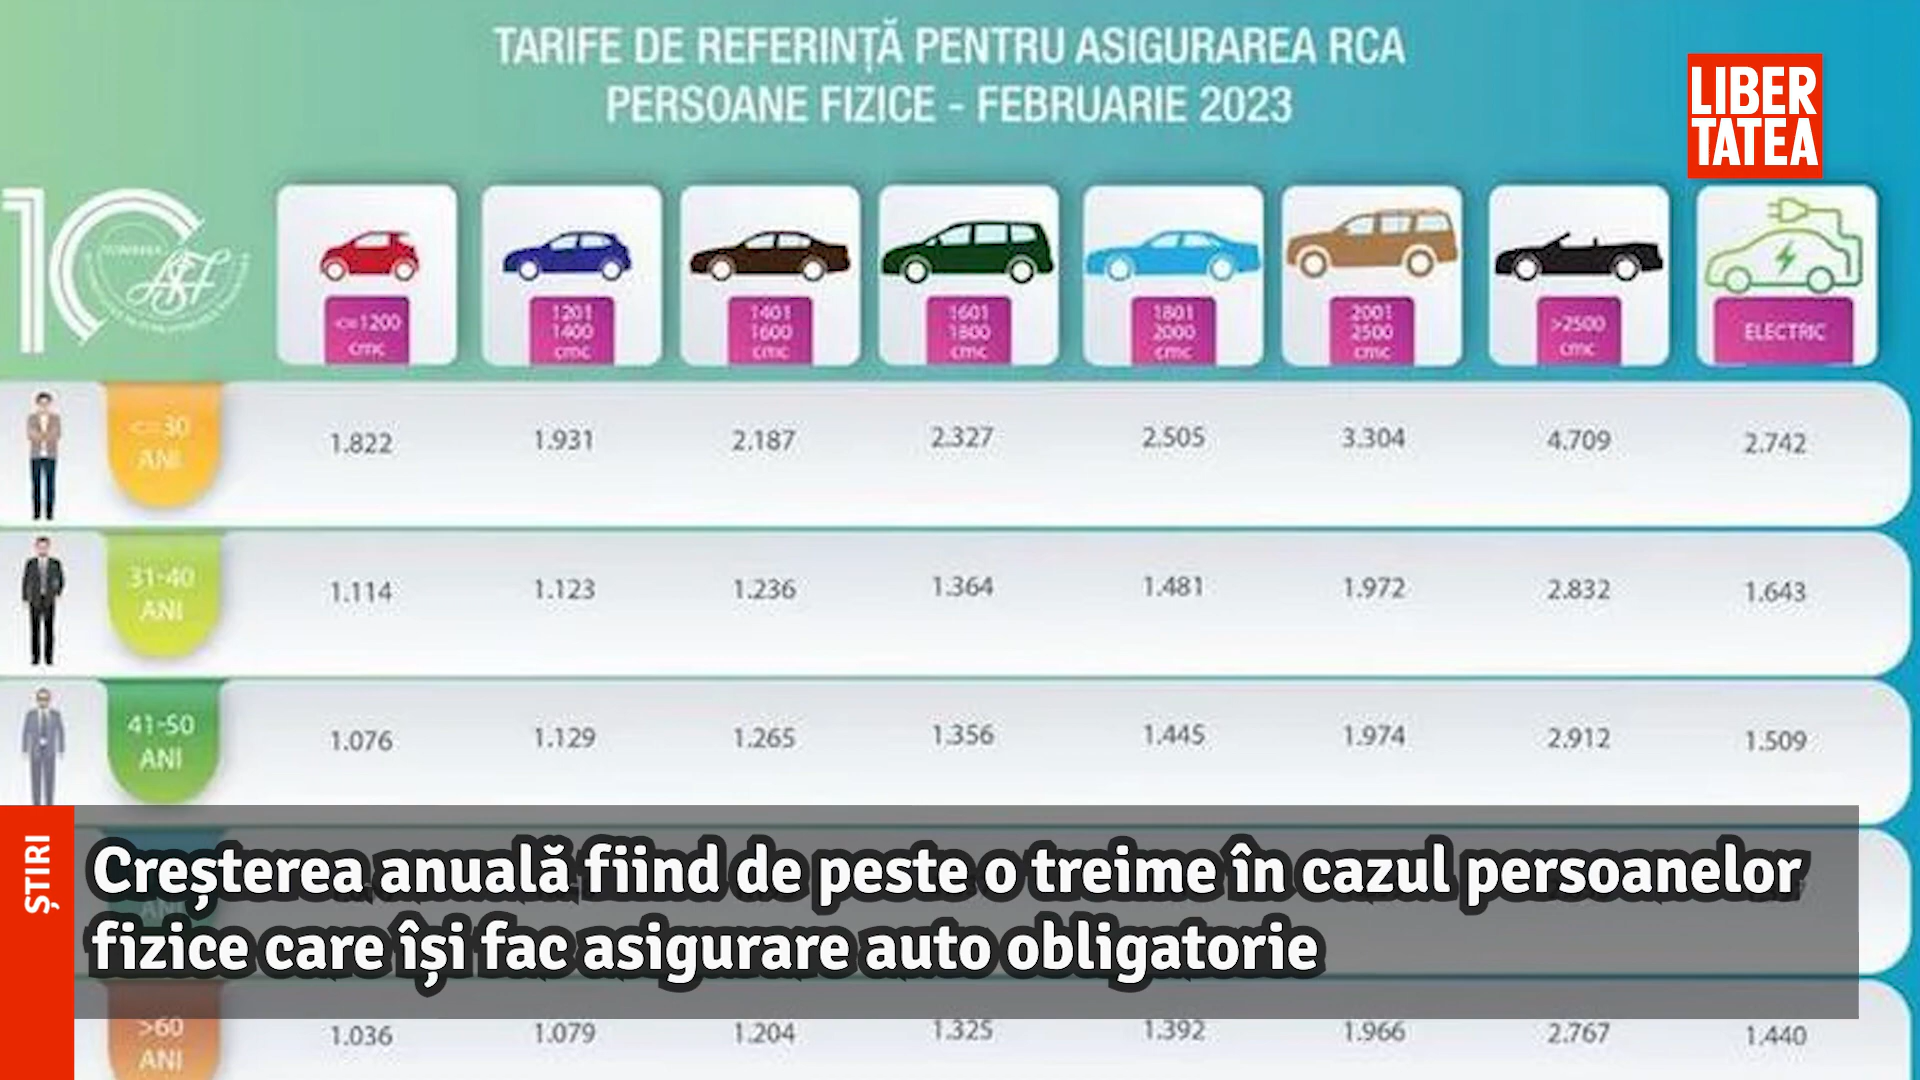 TARIFE DE REFERINȚĂ PENTRU ASIGURAREA RCA
PERSOANE FIZICE - FEBRUARIE 2023
LIBER
TATEA
10
ASF
<=1200
cmc
1201
1400
cmc
1401
1600
cmc
1601
1800
cmc
1801
2000
cmc
2001
2500
cmc
>2500
cmc
ELECTRIC
<=30
ANI
1.822 1.931 2.187 2.327 2.505 3.304 4.709 2.742
31-40
ANI
1.114 1.123 1.236 1.364 1.481 1.972 2.832 1.643
41-50
ANI
1.076 1.129 1.265 1.356 1.445 1.974 2.912 1.509
ȘTIRI
Creșterea anuală fiind de peste o treime în cazul persoanelor
fizice care își fac asigurare auto obligatorie
>60
ANI
1.036 1.079 1.204 1.325 1.392 1.966 2.767 1.440